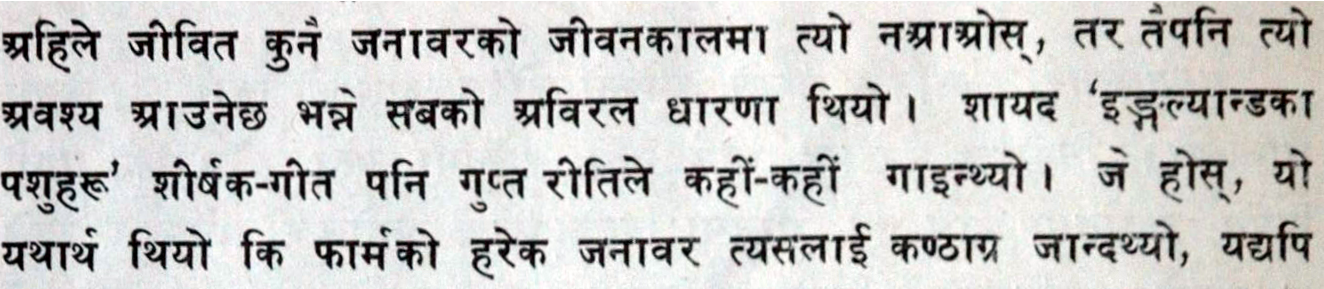 अहिले जीवित कुनै जनावरको जीवनकालमा त्यो नआओस्, तर तैपनि त्यो
अवश्य आउनेछ भन्ने सबको अविरल धारणा थियो। शायद 'इङ्गल्यान्डका
पशुहरू' शीर्षक-गीत पनि गुप्त रीतिले कहीं-कहीं गाइन्थ्यो। जे होस्, यो
यथार्थ थियो कि फार्मको हरेक जनावर त्यसलाई कण्ठाग्र जान्दथ्यो, यद्यपि